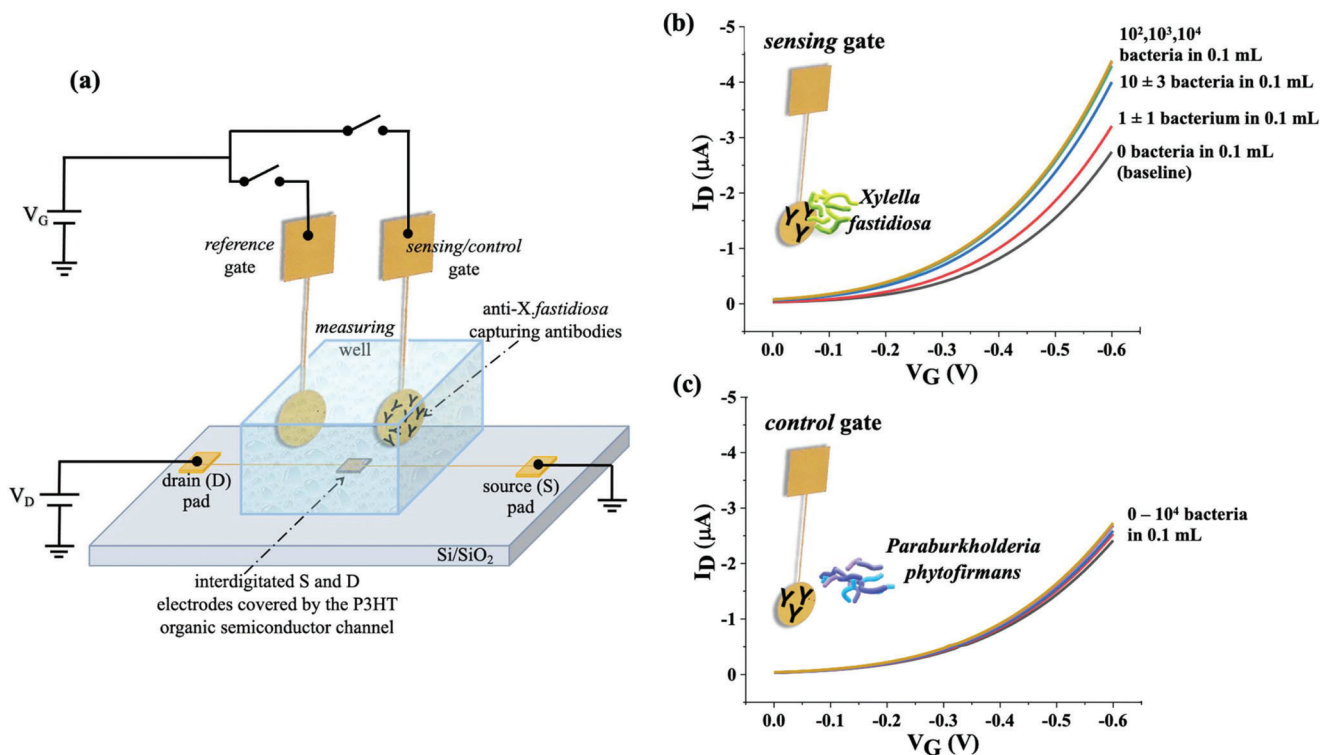 (a)
V_G
reference
gate
sensing/control
gate
measuring
well
anti-X.fastidiosa
capturing antibodies
V_D
drain (D)
pad
source (S)
pad
Si/SiO₂
interdigitated S and D
electrodes covered by the P3HT
organic semiconductor channel
(b)
-5
-4
-3
-2
-1
0
I_D (μA)
sensing gate
Xylella
fastidiosa
10²,10³,10⁴
bacteria in 0.1 mL
10 ± 3 bacteria in 0.1 mL
1 ± 1 bacterium in 0.1 mL
0 bacteria in 0.1 mL
(baseline)
0.0 -0.1 -0.2 -0.3 -0.4 -0.5 -0.6
V_G (V)
(c)
-5
-4
-3
-2
-1
0
I_D (μA)
control gate
Paraburkholderia
phytofirmans
0 – 10⁴ bacteria
in 0.1 mL
0.0 -0.1 -0.2 -0.3 -0.4 -0.5 -0.6
V_G (V)